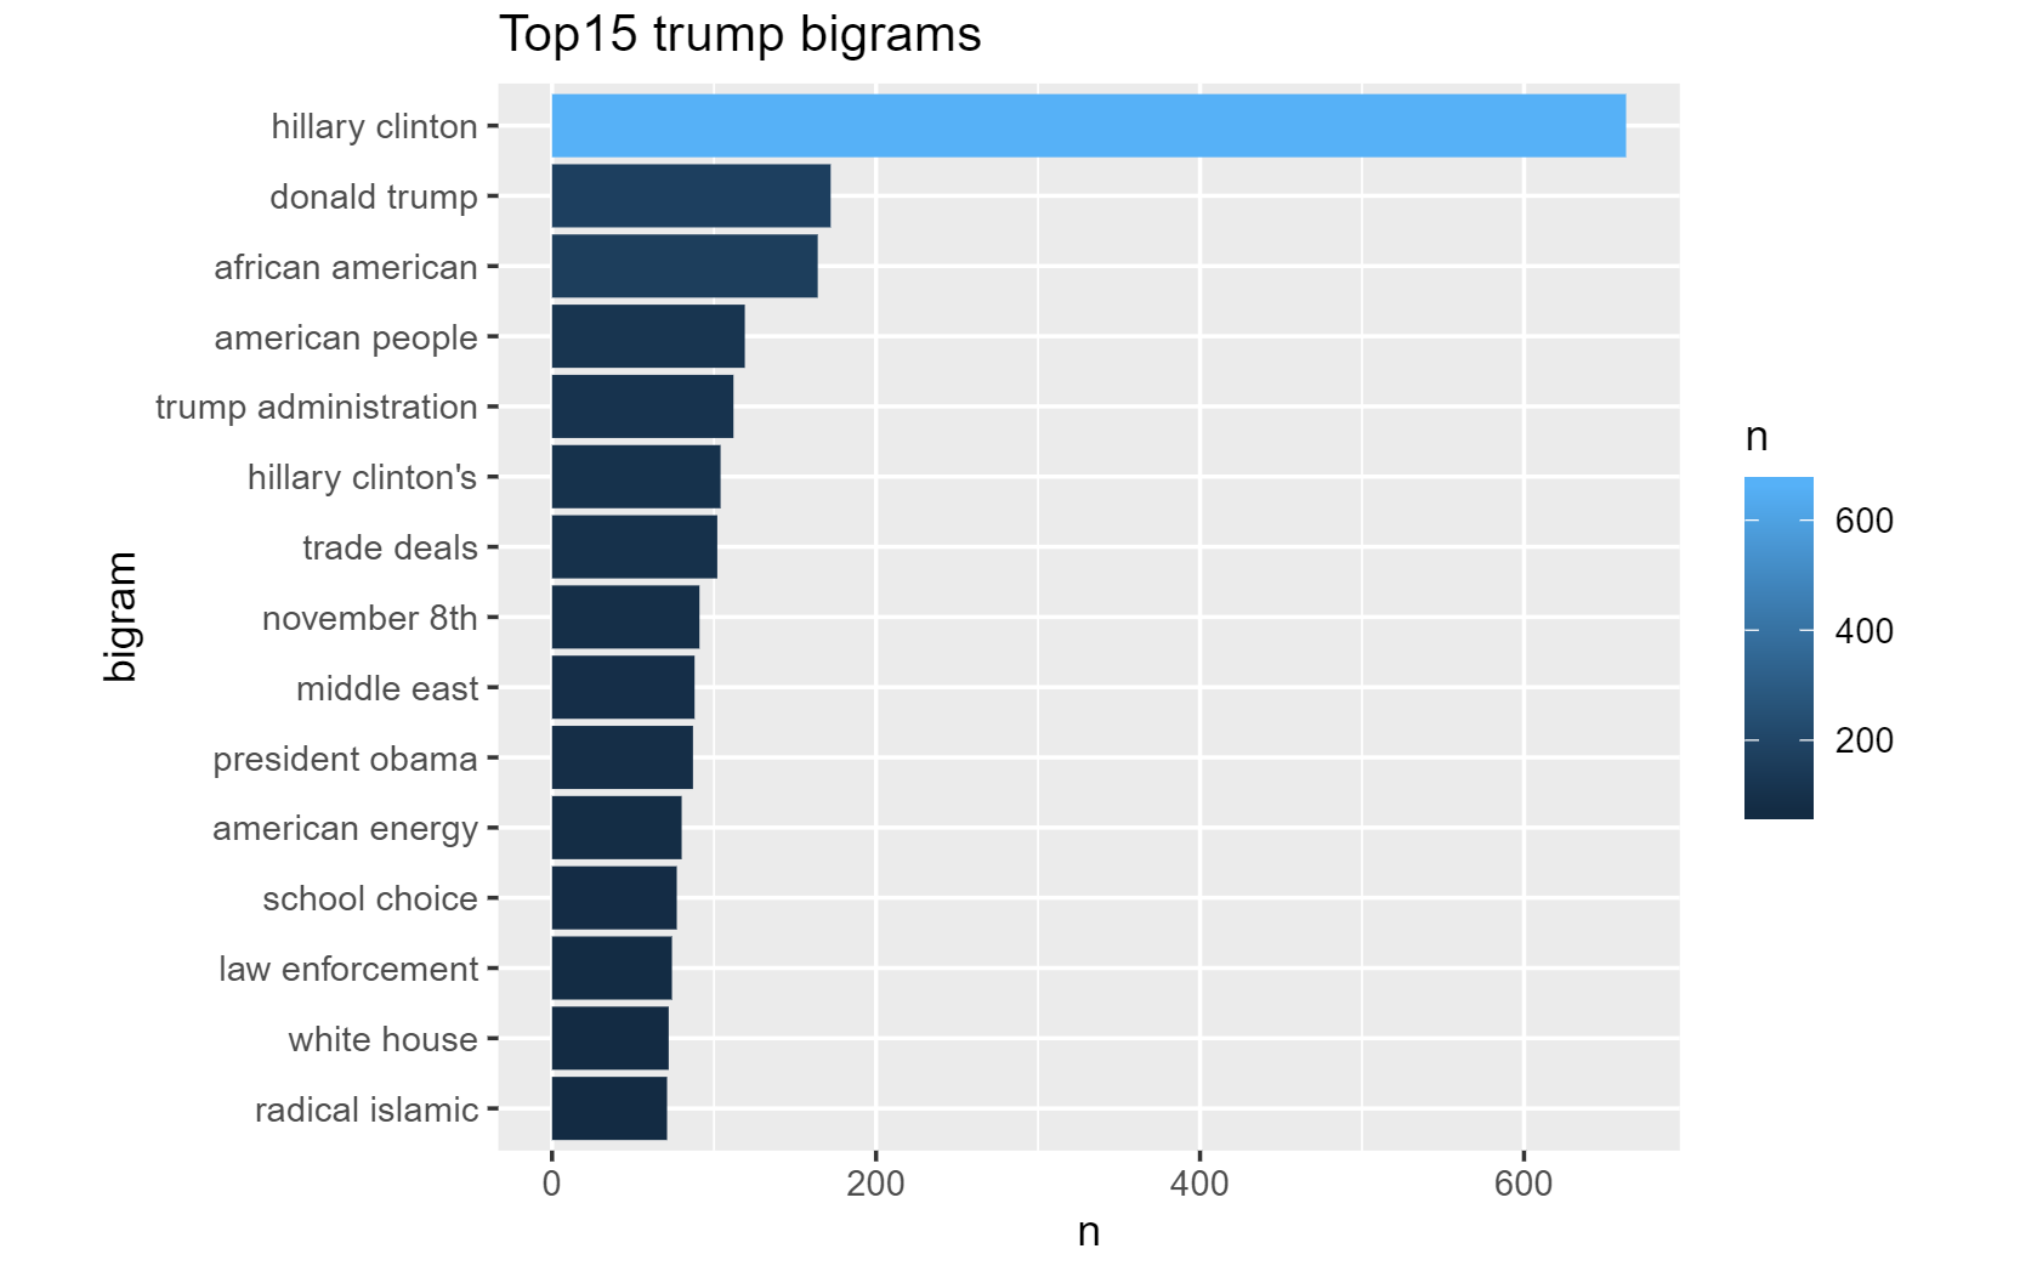 Top15 trump bigrams
hillary clinton
donald trump
african american
american people
trump administration
hillary clinton's
trade deals
november 8th
middle east
president obama
american energy
school choice
law enforcement
white house
radical islamic
bigram
0 200 400 600
n
n
600
400
200